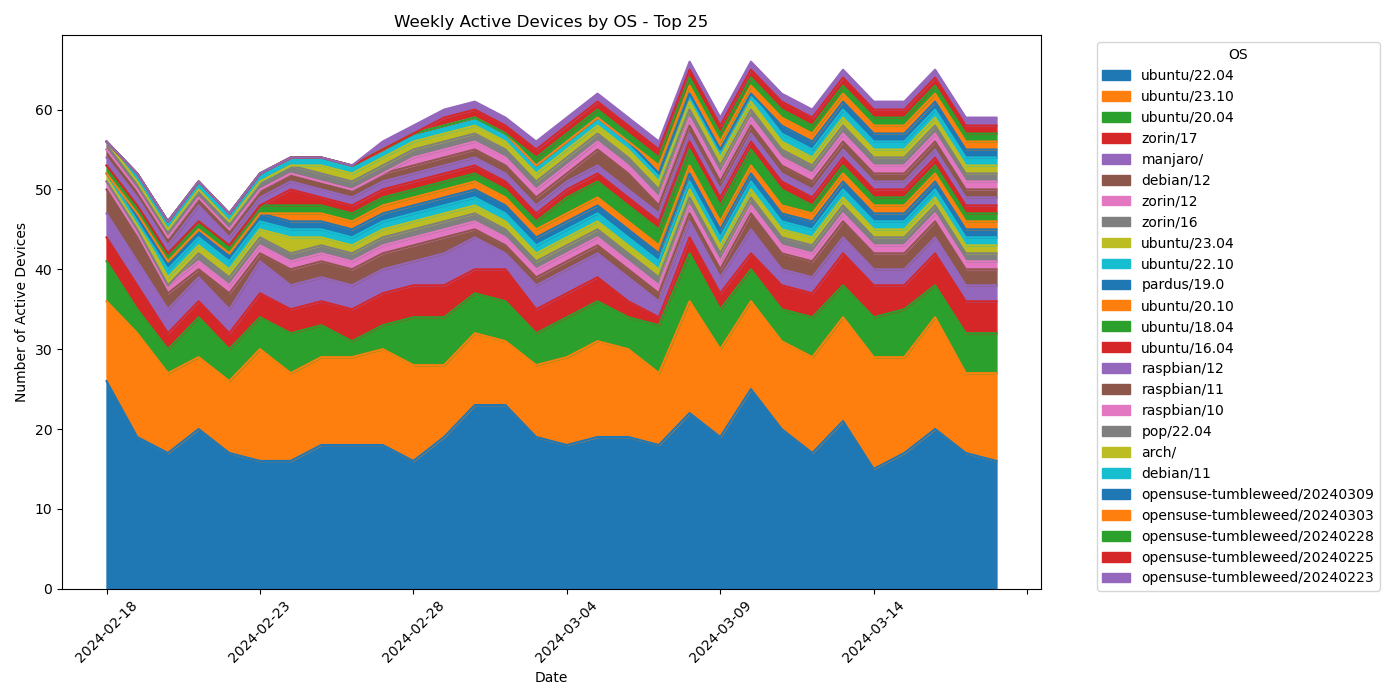 Weekly Active Devices by OS - Top 25
Number of Active Devices
60
50
40
30
20
10
0
2024-02-18
2024-02-23
2024-02-28
2024-03-04
2024-03-09
2024-03-14
Date
OS
ubuntu/22.04
ubuntu/23.10
ubuntu/20.04
zorin/17
manjaro/
debian/12
zorin/12
zorin/16
ubuntu/23.04
ubuntu/22.10
pardus/19.0
ubuntu/20.10
ubuntu/18.04
ubuntu/16.04
raspbian/12
raspbian/11
raspbian/10
pop/22.04
arch/
debian/11
opensuse-tumbleweed/20240309
opensuse-tumbleweed/20240303
opensuse-tumbleweed/20240228
opensuse-tumbleweed/20240225
opensuse-tumbleweed/20240223